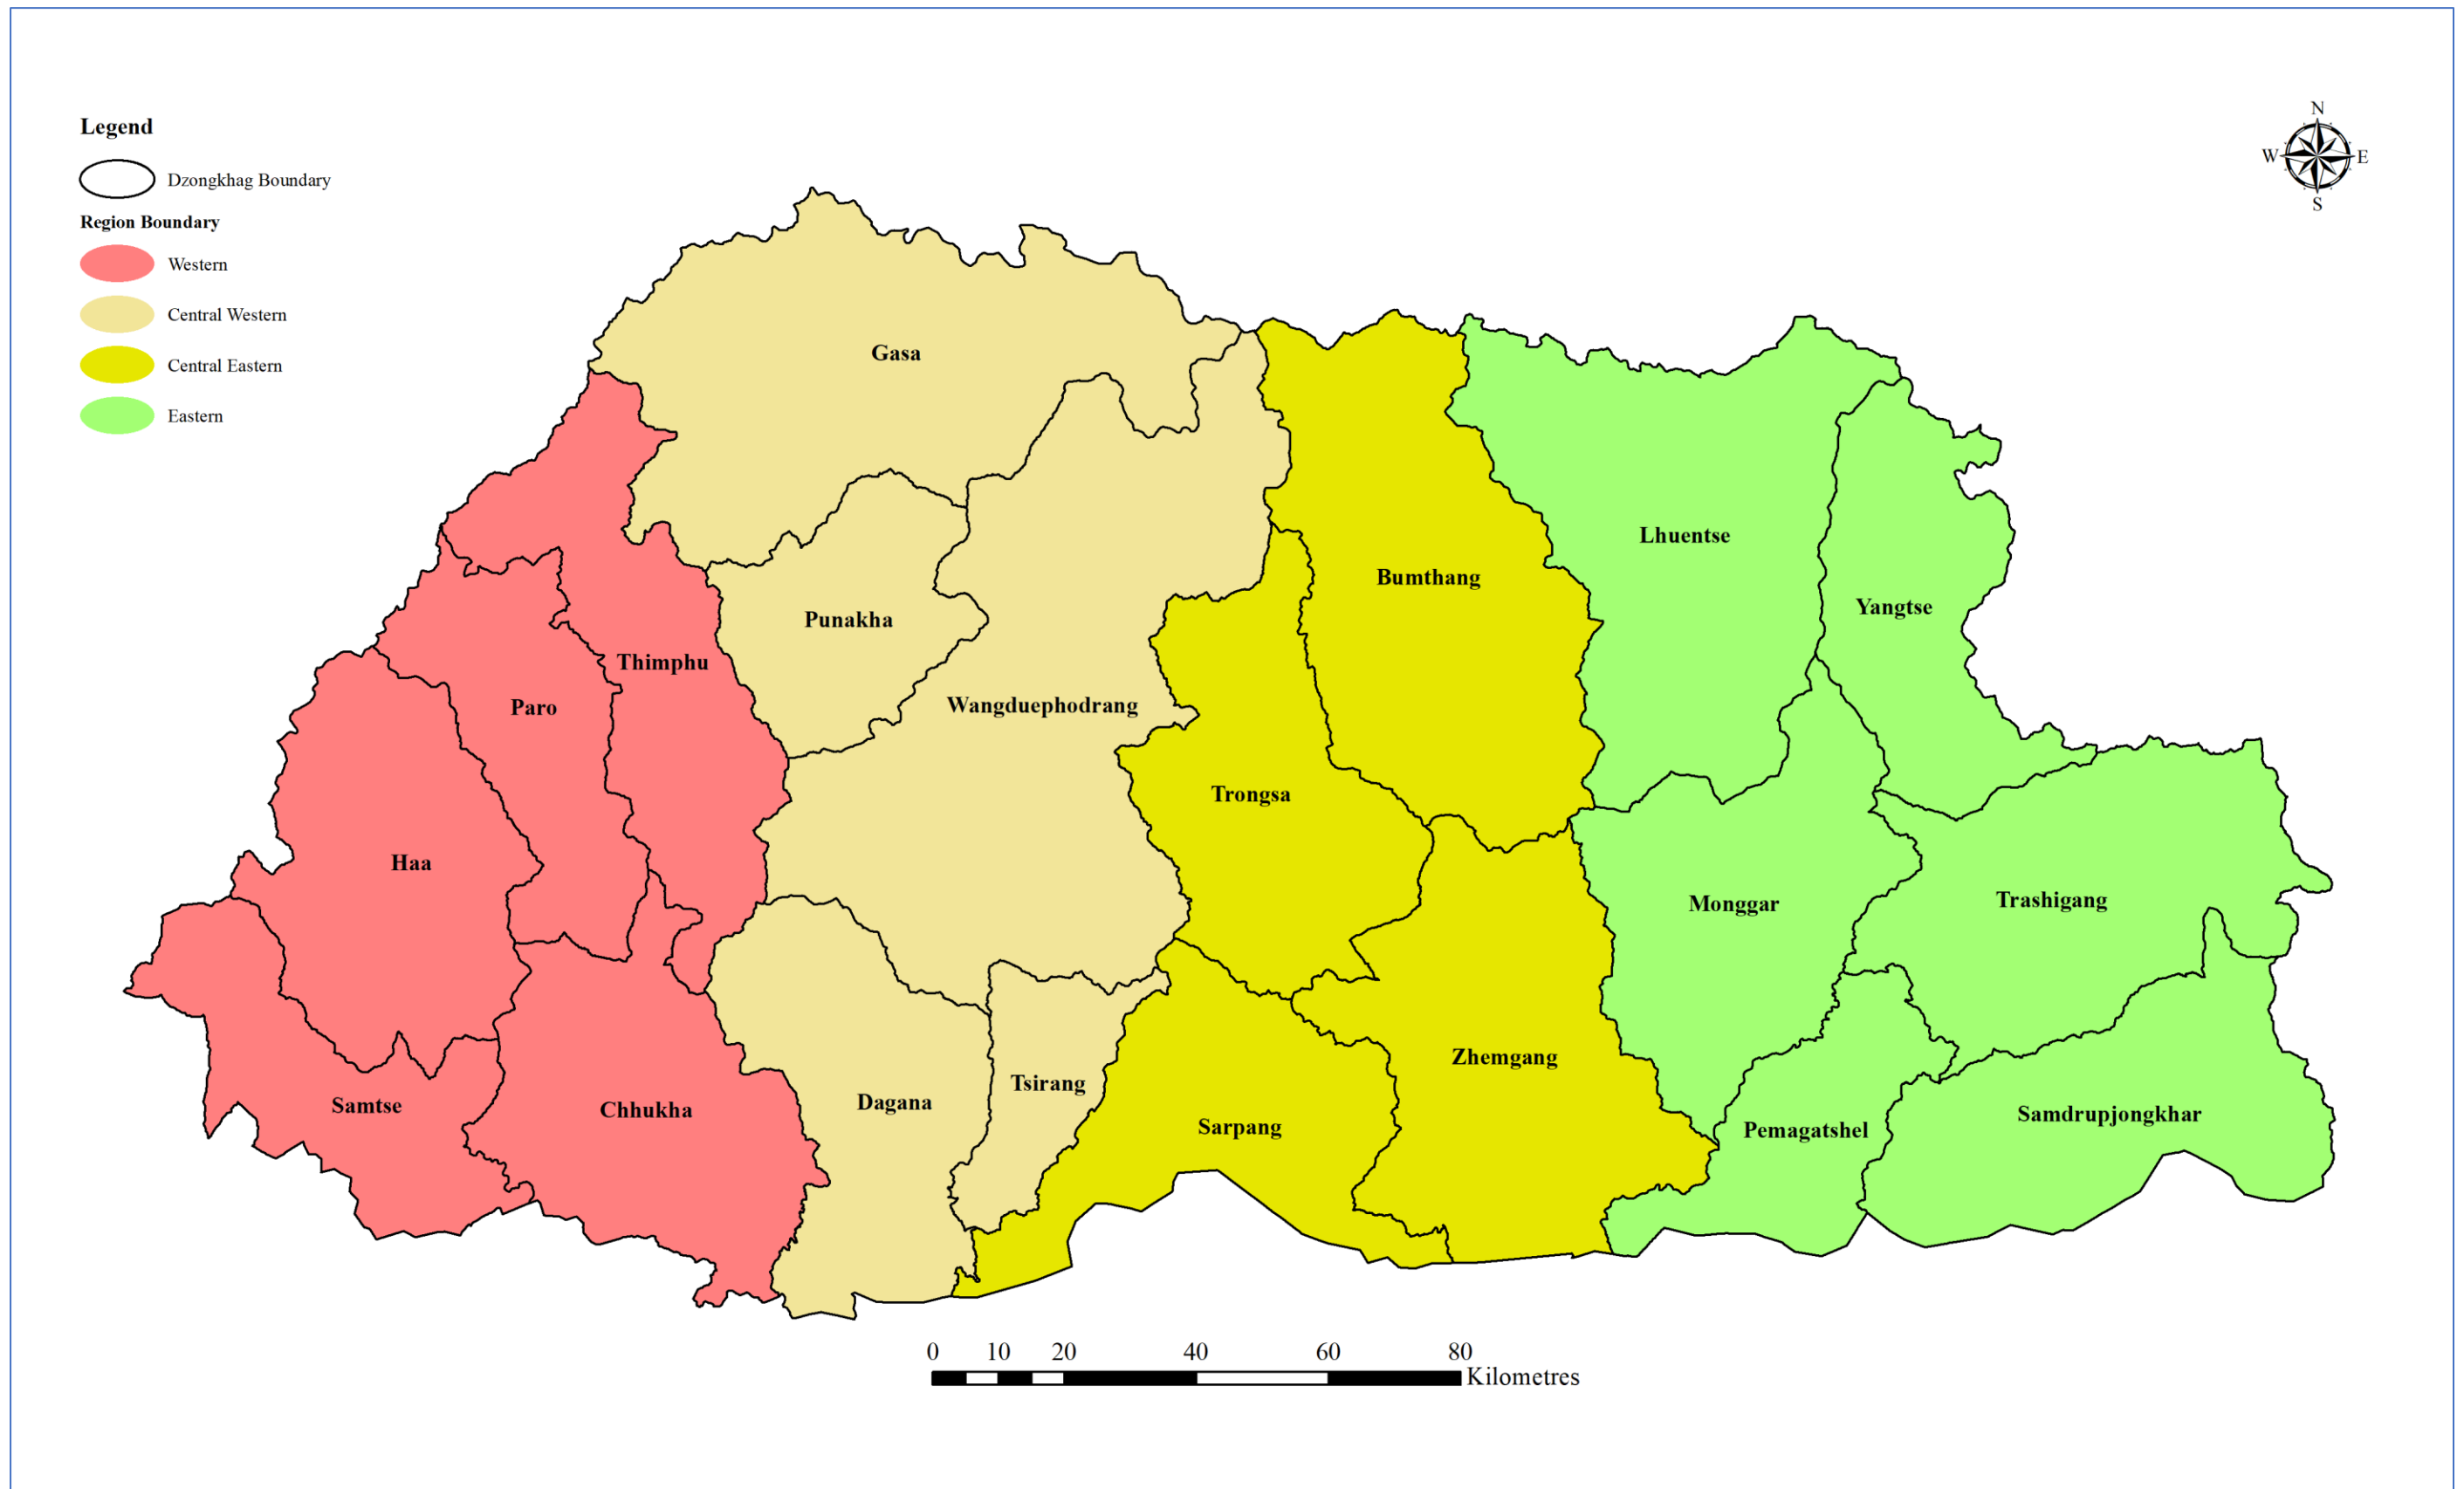 Legend
Dzongkhag Boundary
Region Boundary
Western
Central Western
Central Eastern
Eastern
N
W E
S
Gasa
Lhuentse
Bumthang
Yangtse
Punakha
Thimphu
Wangduephodrang
Paro
Trongsa
Haa
Trashigang
Monggar
Zhemgang
Tsirang
Dagana
Samtse
Chhukha
Samdrupjongkhar
Sarpang
Pemagatshel
0 10 20 40 60 80
Kilometres